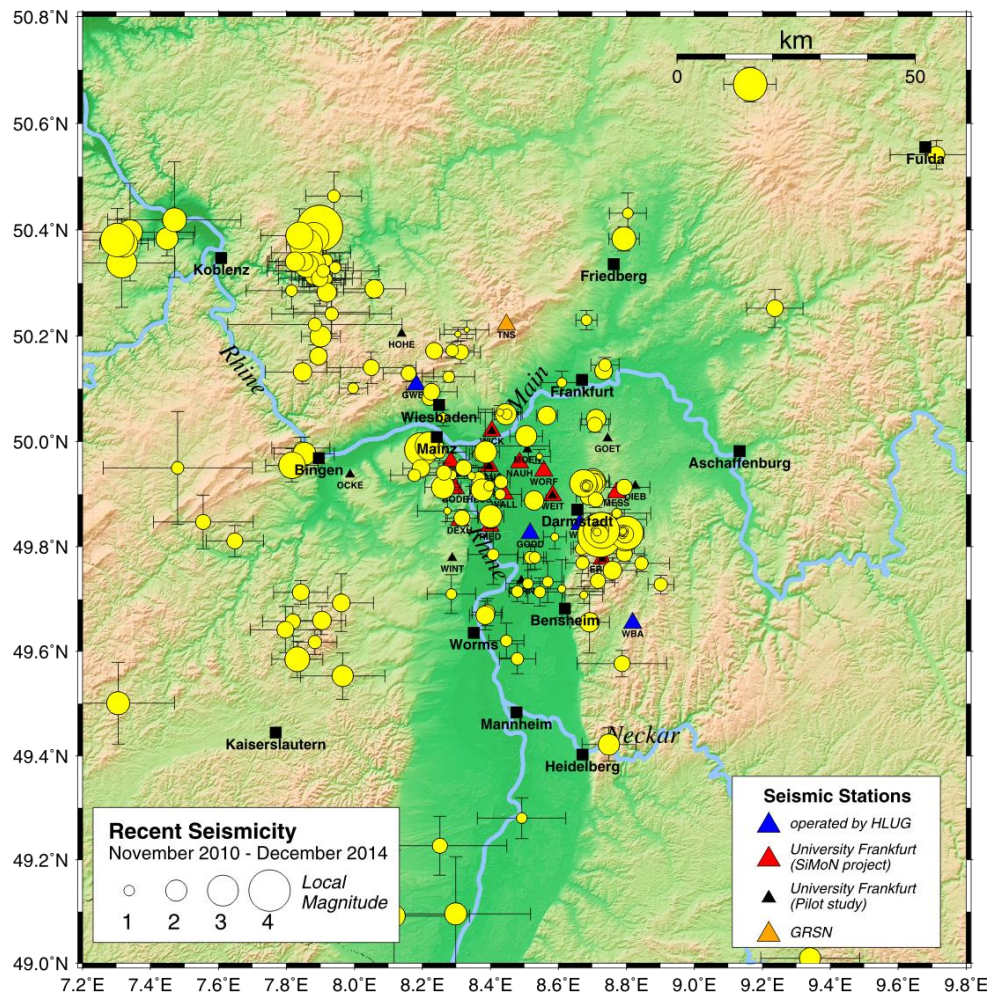 50.8°N
50.6°N
50.4°N
50.2°N
50.0°N
49.8°N
49.6°N
49.4°N
49.2°N
49.0°N
km
0 50
Fulda
Koblenz
Friedberg
TNS
HOHE
Rhine
Main
Frankfurt
Wiesbaden
Mainz
GOET
NAUH
WORF
Bingen
OCKE
Aschaffenburg
WALL
WEIT
MESS
DIEB
Darmstadt
DEXH
GODD
Rhine
WINT
Bensheim
WBA
Worms
Mannheim
Kaiserslautern
Neckar
Heidelberg
Recent Seismicity
November 2010 - December 2014
Local
Magnitude
1 2 3 4
Seismic Stations
operated by HLUG
University Frankfurt
(SiMoN project)
University Frankfurt
(Pilot study)
GRSN
7.2°E 7.4°E 7.6°E 7.8°E 8.0°E 8.2°E 8.4°E 8.6°E 8.8°E 9.0°E 9.2°E 9.4°E 9.6°E 9.8°E